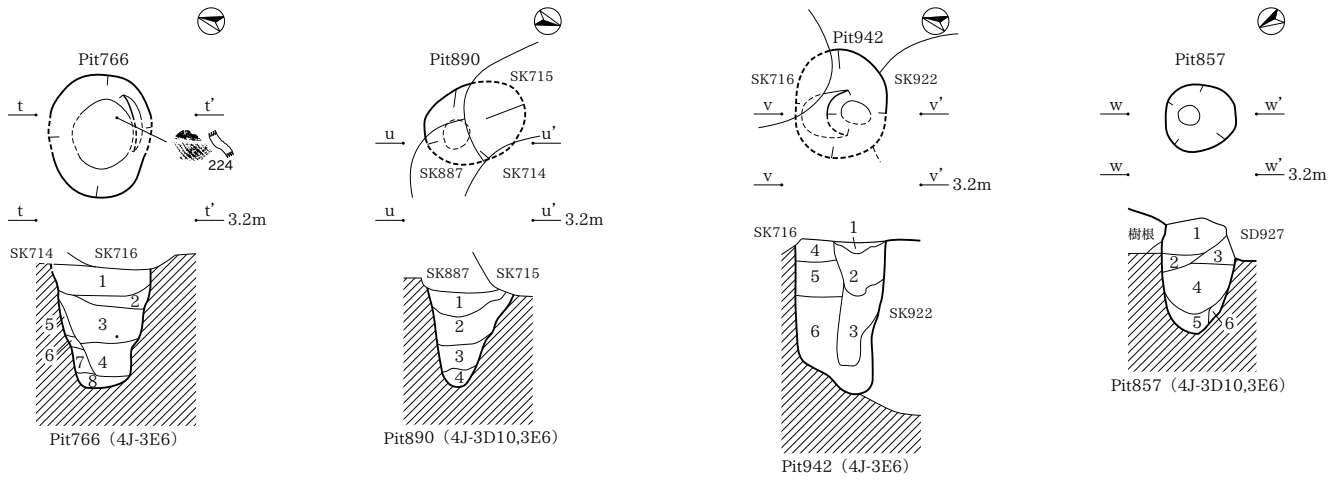 Pit766
t
t’
224
t
t’
3.2m
SK714
SK716
1
2
3
5
6
7
4
8
Pit766（4J-3E6）
Pit890
SK715
u
u’
SK887
SK714
u
u’
3.2m
SK887
SK715
1
2
3
4
Pit890（4J-3D10,3E6）
Pit942
SK716
SK922
v
v’
v
v’
3.2m
SK716
1
4
2
5
SK922
6
3
Pit942（4J-3E6）
Pit857
w
w’
w
w’
3.2m
樹根
1
SD927
2
3
4
5
6
Pit857（4J-3D10,3E6）